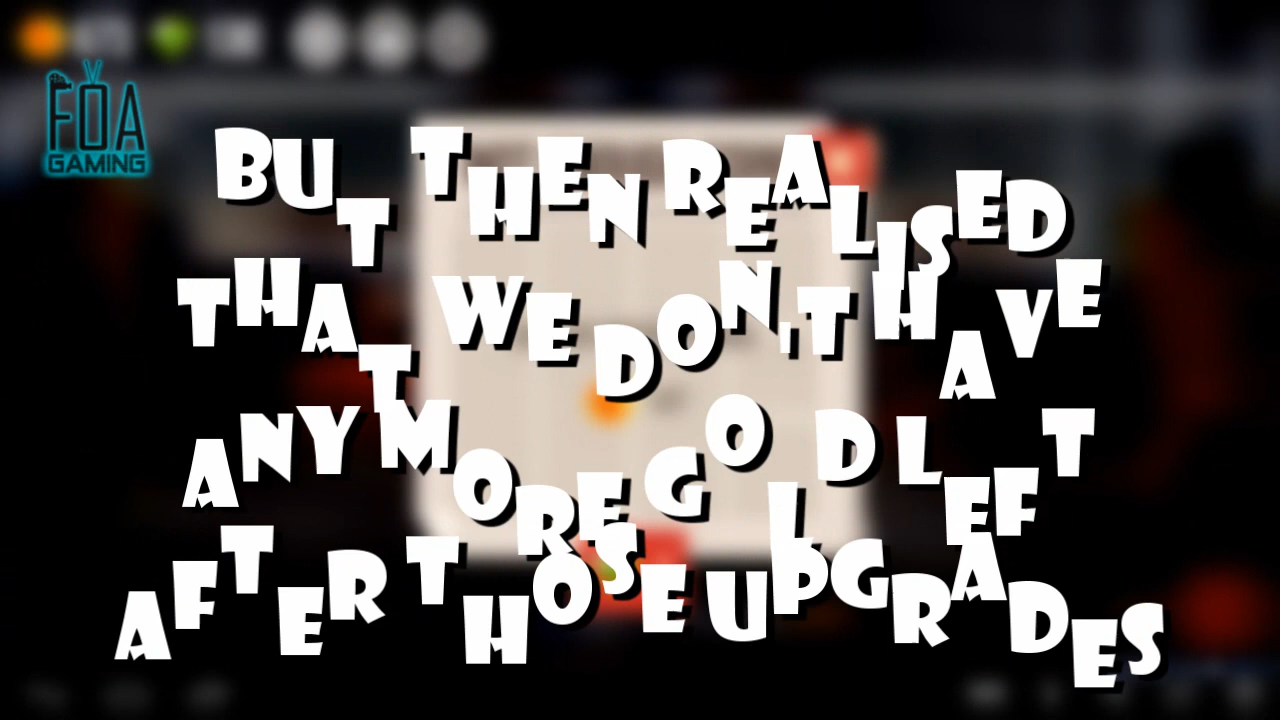 FOA
GAMING
BUT THEN REALISED
THAT WE DON'T HAVE
ANY MORE GOLD LEFT
AFTER THOSE UPGRADES